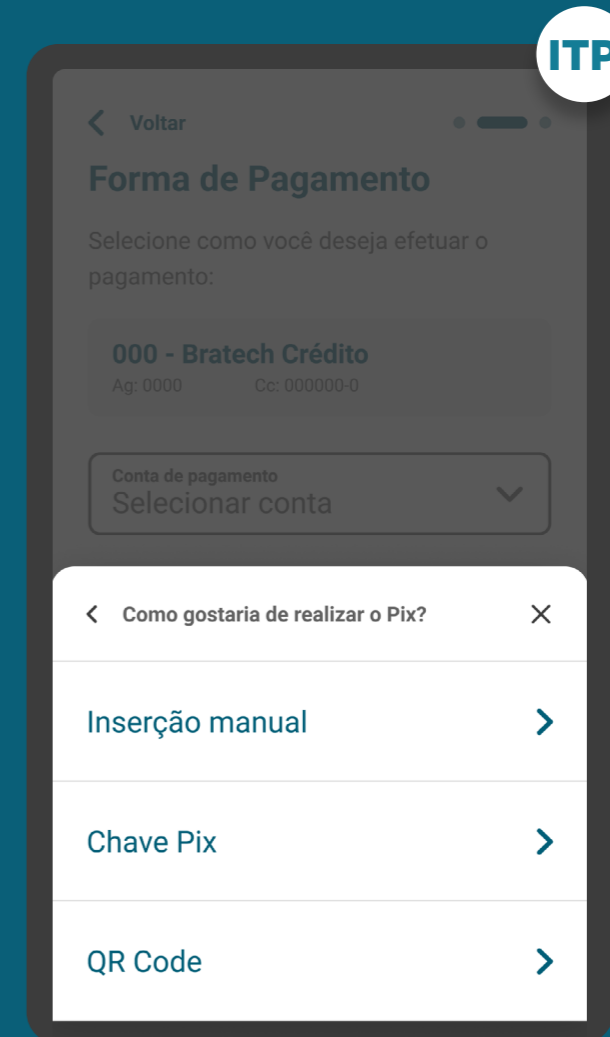 ITP
Voltar
Forma de Pagamento
Selecione como você deseja efetuar o
pagamento:
000 - Bratech Crédito
Ag: 0000 Cc: 000000-0
Conta de pagamento
Selecionar conta
Como gostaria de realizar o Pix?
Inserção manual
Chave Pix
QR Code